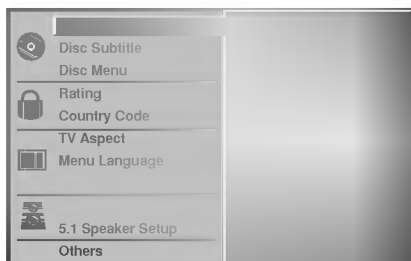 Disc Subtitle
Disc Menu
Rating
Country Code
TV Aspect
Menu Language
5.1 Speaker Setup
Others